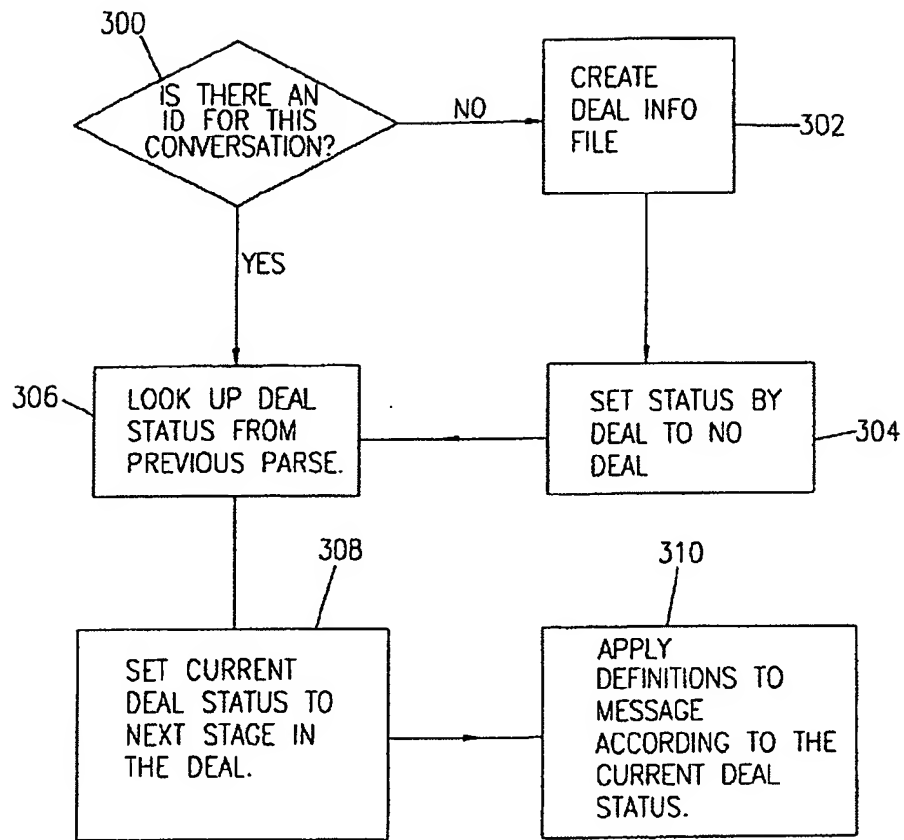 300
IS THERE AN
ID FOR THIS
CONVERSATION?
NO
CREATE
DEAL INFO
FILE
302
YES
306
LOOK UP DEAL
STATUS FROM
PREVIOUS PARSE.
SET STATUS BY
DEAL TO NO
DEAL
304
308
SET CURRENT
DEAL STATUS TO
NEXT STAGE IN
THE DEAL.
310
APPLY
DEFINITIONS TO
MESSAGE
ACCORDING TO THE
CURRENT DEAL
STATUS.